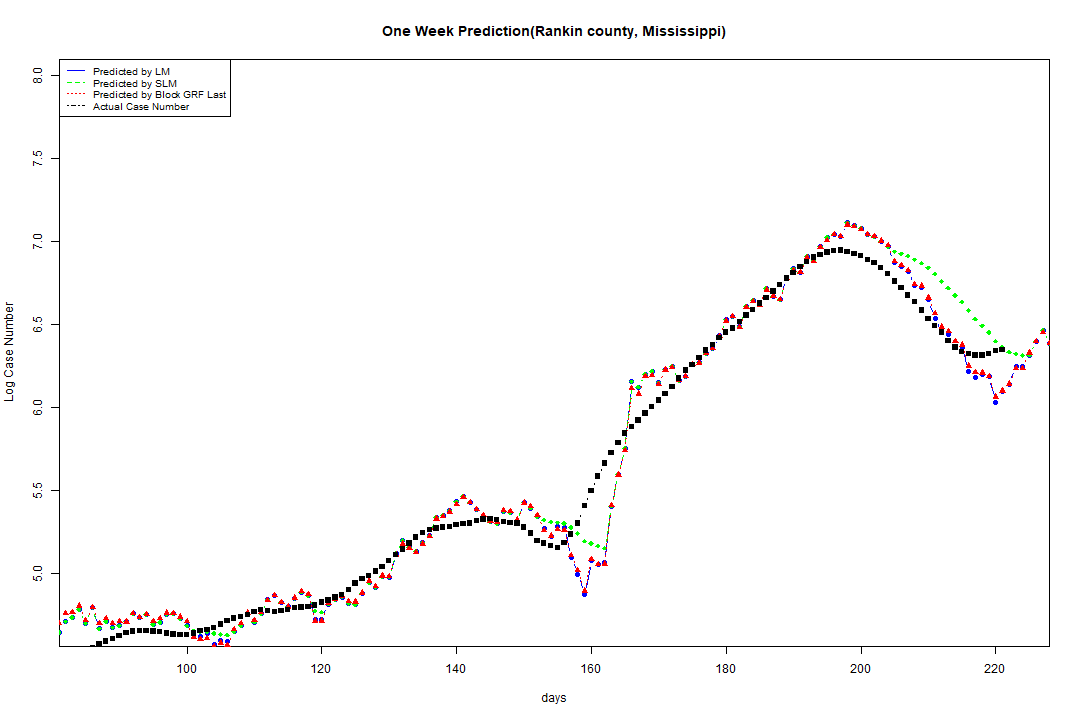 One Week Prediction(Rankin county, Mississippi)
Predicted by LM
Predicted by SLM
Predicted by Block GRF Last
Actual Case Number
8.0
7.5
7.0
6.5
6.0
5.5
5.0
Log Case Number
100 120 140 160 180 200 220
days